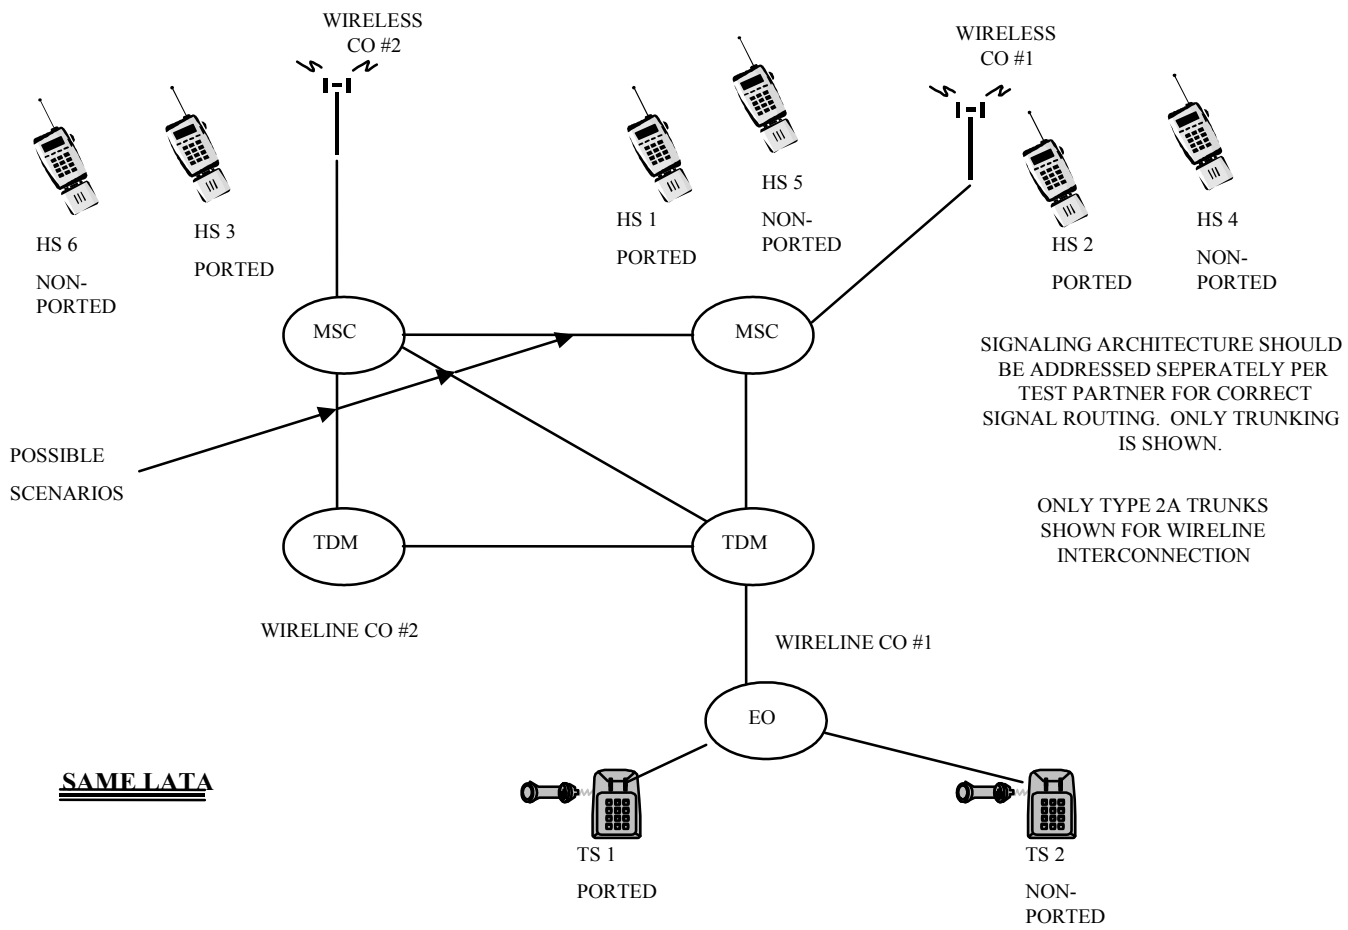 WIRELESS
CO #2
WIRELESS
CO #1
HS 6
NON-
PORTED
HS 3
PORTED
HS 1
PORTED
HS 5
NON-
PORTED
HS 2
PORTED
HS 4
NON-
PORTED
MSC
MSC
SIGNALING ARCHITECTURE SHOULD
BE ADDRESSED SEPERATELY PER
TEST PARTNER FOR CORRECT
SIGNAL ROUTING. ONLY TRUNKING
IS SHOWN.
POSSIBLE
SCENARIOS
ONLY TYPE 2A TRUNKS
SHOWN FOR WIRELINE
INTERCONNECTION
TDM
TDM
WIRELINE CO #2
WIRELINE CO #1
EO
SAME LATA
TS 1
PORTED
TS 2
NON-
PORTED